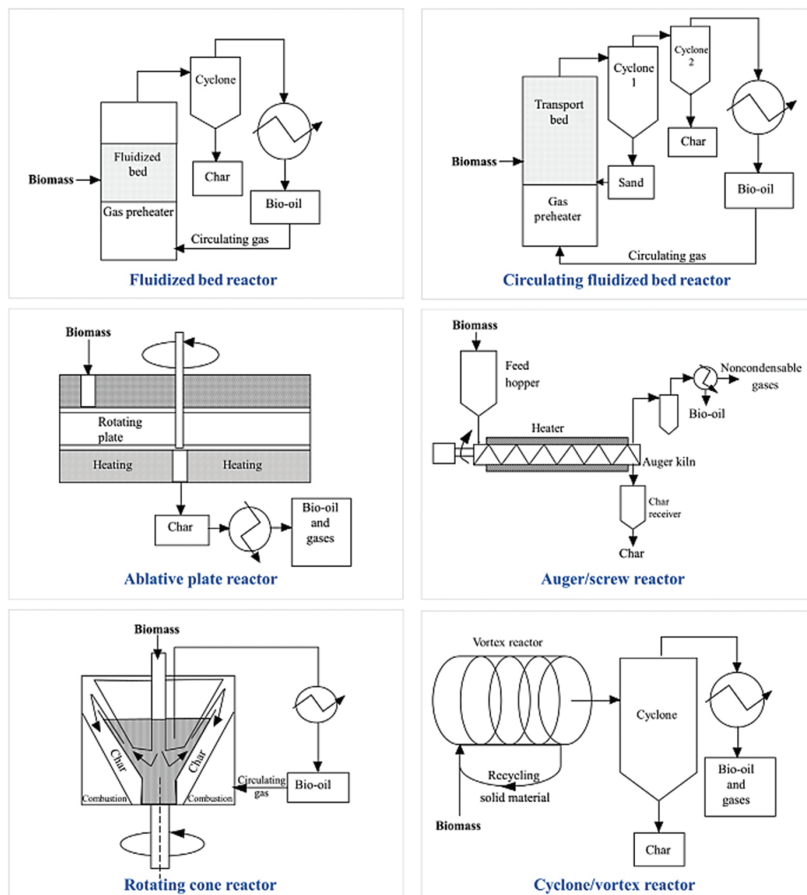 Cyclone
Fluidized
bed
Biomass
Char
Gas preheater
Bio-oil
Circulating gas
Fluidized bed reactor
Cyclone
2
Cyclone
1
Transport
bed
Char
Biomass
Sand
Bio-oil
Gas
preheater
Circulating gas
Circulating fluidized bed reactor
Biomass
Rotating
plate
Heating
Heating
Char
Bio-oil
and
gases
Ablative plate reactor
Biomass
Feed
hopper
Noncondensable
gases
Bio-oil
Heater
Auger kiln
Char
receiver
Char
Auger/screw reactor
Biomass
Char
Char
Combustion
Combustion
Circulating
gas
Bio-oil
Rotating cone reactor
Vortex reactor
Cyclone
Recycling
solid material
Biomass
Bio-oil
and
gases
Char
Cyclone/vortex reactor